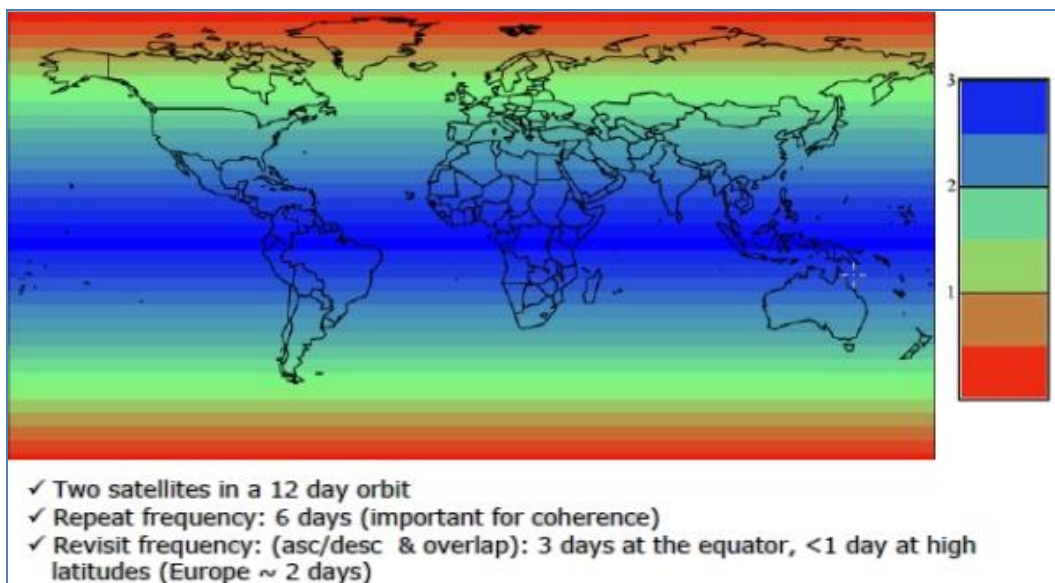 3
2
1
✓ Two satellites in a 12 day orbit
✓ Repeat frequency: 6 days (important for coherence)
✓ Revisit frequency: (asc/desc & overlap): 3 days at the equator, <1 day at high
latitudes (Europe ~ 2 days)